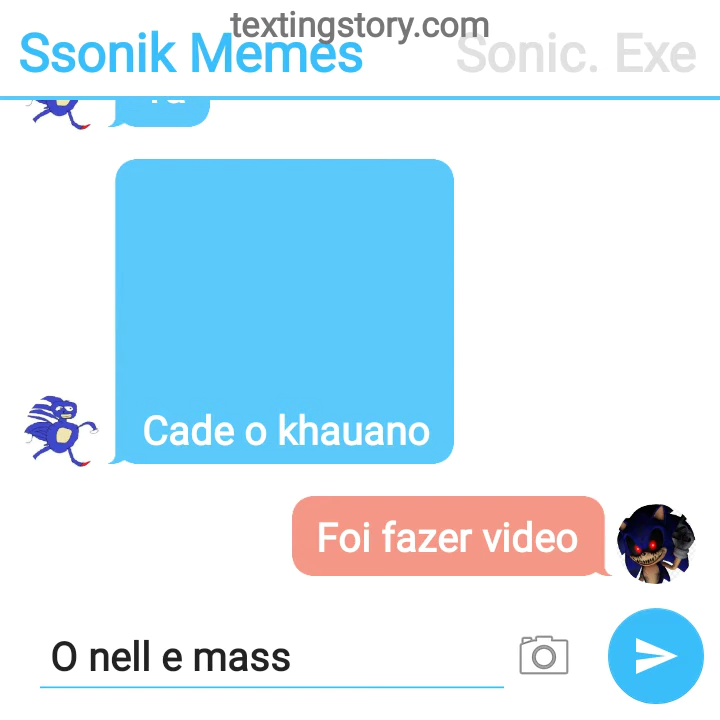 textingstory.com
Ssonik Memes Sonic. Exe
Cade o khauano
Foi fazer video
O nell e mass